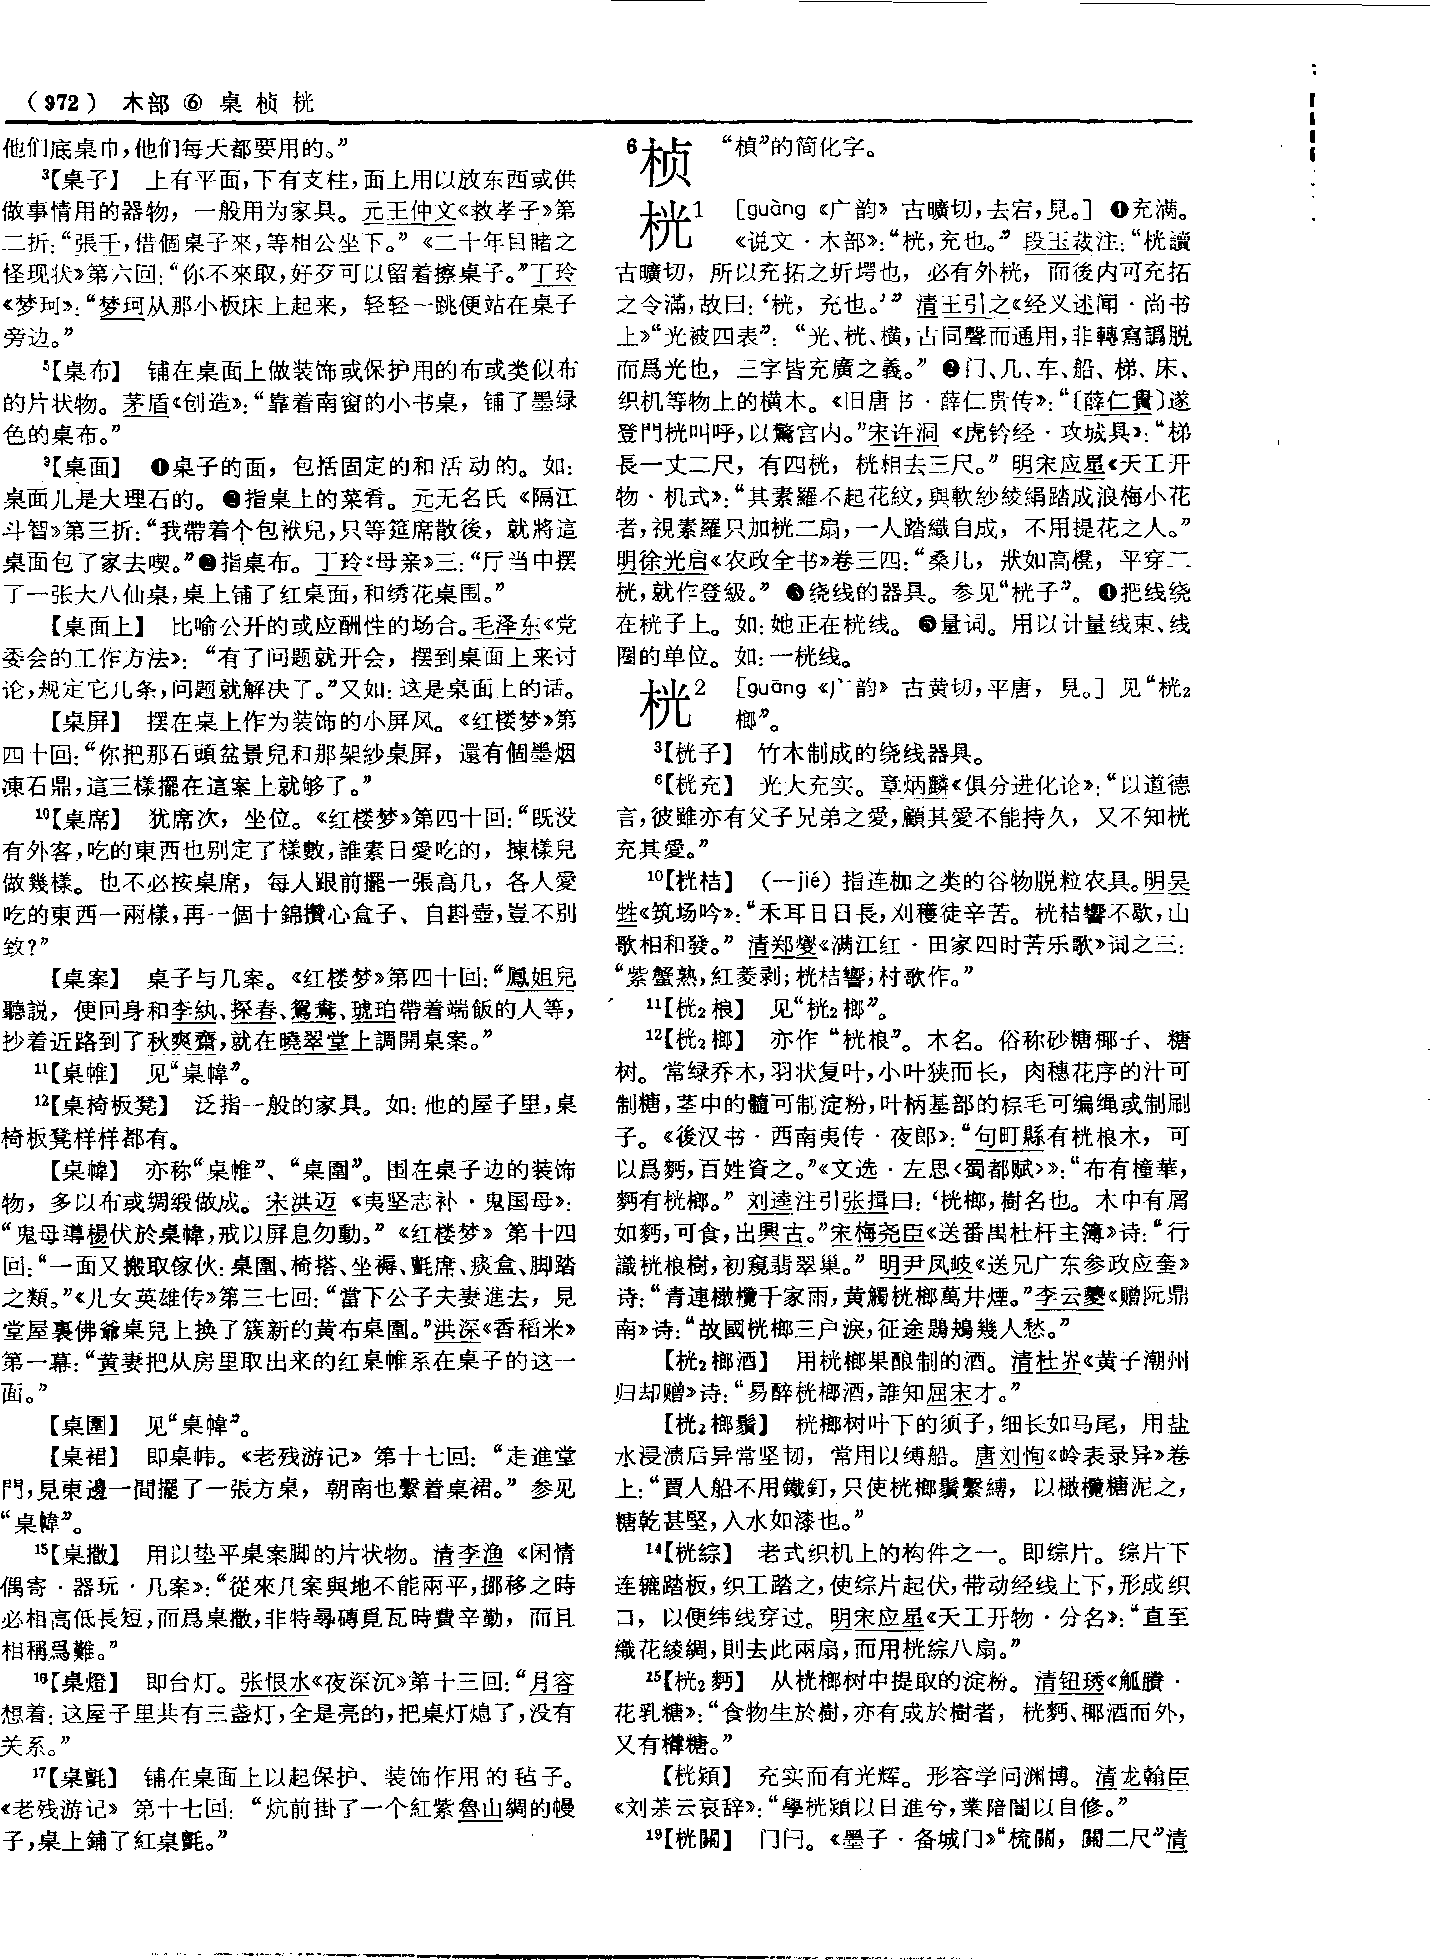 （972） 木部 ⑥ 桌 桢 桄
他们底桌巾，他们每天都要用的。”
³【桌子】 上有平面，下有支柱，面上用以放东西或供
做事情用的器物，一般用为家具。元王仲文《救孝子》第
二折：“張千，借個桌子來，等相公坐下。”《二十年目睹之
怪现状》第六回：“你不來取，好歹可以留着擦桌子。”丁玲
《梦珂》：“梦珂从那小板床上起来，轻轻一跳便站在桌子
旁边。”
⁵【桌布】 铺在桌面上做装饰或保护用的布或类似布
的片状物。茅盾《创造》：“靠着南窗的小书桌，铺了墨绿
色的桌布。”
⁹【桌面】 ❶桌子的面，包括固定的和活动的。如：
桌面儿是大理石的。❷指桌上的菜肴。元无名氏《隔江
斗智》第三折：“我帶着个包袱兒，只等筵席散後，就將這
桌面包了家去喫。”❸指桌布。丁玲《母亲》三：“厅当中摆
了一张大八仙桌，桌上铺了红桌面，和绣花桌围。”
【桌面上】 比喻公开的或应酬性的场合。毛泽东《党
委会的工作方法》：“有了问题就开会，摆到桌面上来讨
论，规定它几条，问题就解决了。”又如：这是桌面上的话。
【桌屏】 摆在桌上作为装饰的小屏风。《红楼梦》第
四十回：“你把那石頭盆景兒和那架紗桌屏，還有個墨烟
凍石鼎，這三樣擺在這案上就够了。”
¹⁰【桌席】 犹席次，坐位。《红楼梦》第四十回：“既没
有外客，吃的東西也别定了樣數，誰素日愛吃的，揀樣兒
做幾樣。也不必按桌席，每人跟前擺一張高几，各人愛
吃的東西一兩樣，再一個十錦攢心盒子、自斟壺，豈不别
致？”
【桌案】 桌子与几案。《红楼梦》第四十回：“鳳姐兒
聽説，便回身和李紈、探春、鴛鴦、琥珀帶着端飯的人等，
抄着近路到了秋爽齋，就在曉翠堂上調開桌案。”
¹¹【桌帷】 见“桌幃”。
¹²【桌椅板凳】 泛指一般的家具。如：他的屋子里，桌
椅板凳样样都有。
【桌幃】 亦称“桌帷”、“桌圍”。围在桌子边的装饰
物，多以布或绸缎做成。宋洪迈《夷坚志补·鬼国母》：
“鬼母導楊伏於桌幃，戒以屏息勿動。”《红楼梦》第十四
回：“一面又搬取傢伙：桌圍、椅搭、坐褥、氈席、痰盒、脚踏
之類。”《儿女英雄传》第三七回：“當下公子夫妻進去，見
堂屋裏佛爺桌兒上换了簇新的黄布桌圍。”洪深《香稻米》
第一幕：“黄妻把从房里取出来的红桌帷系在桌子的这一
面。”
【桌圍】 见“桌幃”。
【桌裙】 即桌帏。《老残游记》第十七回：“走進堂
門，見東邊一間擺了一張方桌，朝南也繫着桌裙。”参见
“桌幃”。
¹⁵【桌撒】 用以垫平桌案脚的片状物。清李渔《闲情
偶寄·器玩·几案》：“從來几案與地不能兩平，挪移之時
必相高低長短，而爲桌撒，非特尋磚覓瓦時費辛勤，而且
相稱爲難。”
¹⁶【桌燈】 即台灯。张恨水《夜深沉》第十三回：“月容
想着：这屋子里共有三盏灯，全是亮的，把桌灯熄了，没有
关系。”
¹⁷【桌氈】 铺在桌面上以起保护、装饰作用的毡子。
《老残游记》第十七回：“炕前掛了一个紅紫魯山綢的幔
子，桌上鋪了紅桌氈。”
⁶桢 “楨”的简化字。
桄¹ ［guàng《广韵》古曠切，去宕，見。］❶充满。
《说文·木部》：“桄，充也。”段玉裁注：“桄讀
古曠切，所以充拓之圻堮也，必有外桄，而後内可充拓
之令滿，故曰：‘桄，充也。’”清王引之《经义述闻·尚书
上》“光被四表”：“光、桄、横，古同聲而通用，非轉寫譌脱
而爲光也，三字皆充廣之義。”❷门、几、车、船、梯、床、
织机等物上的横木。《旧唐书·薛仁贵传》：“〔薛仁貴〕遂
登門桄叫呼，以驚宫内。”宋许洞《虎钤经·攻城具》：“梯
長一丈二尺，有四桄，桄相去三尺。”明宋应星《天工开
物·机式》：“其素羅不起花紋，與軟紗綾絹踏成浪梅小花
者，視素羅只加桄二扇，一人踏織自成，不用提花之人。”
明徐光启《农政全书》卷三四：“桑几，狀如高櫈，平穿二
桄，就作登級。”❸绕线的器具。参见“桄子”。❹把线绕
在桄子上。如：她正在桄线。❺量词。用以计量线束、线
圈的单位。如：一桄线。
桄² ［guāng《广韵》古黄切，平唐，見。］见“桄₂
榔”。
³【桄子】 竹木制成的绕线器具。
⁶【桄充】 光大充实。章炳麟《俱分进化论》：“以道德
言，彼雖亦有父子兄弟之愛，顧其愛不能持久，又不知桄
充其愛。”
¹⁰【桄桔】 （—jié）指连枷之类的谷物脱粒农具。明吴
甡《筑场吟》：“禾耳日日長，刈穫徒辛苦。桄桔響不歇，山
歌相和發。”清郑燮《满江红·田家四时苦乐歌》词之三：
“紫蟹熟，紅菱剥；桄桔響，村歌作。”
¹¹【桄₂桹】 见“桄₂榔”。
¹²【桄₂榔】 亦作“桄桹”。木名。俗称砂糖椰子、糖
树。常绿乔木，羽状复叶，小叶狭而长，肉穗花序的汁可
制糖，茎中的髓可制淀粉，叶柄基部的棕毛可编绳或制刷
子。《後汉书·西南夷传·夜郎》：“句町縣有桄桹木，可
以爲麪，百姓資之。”《文选·左思〈蜀都赋〉》：“布有橦華，
麪有桄榔。”刘逵注引张揖曰：‘桄榔，樹名也。木中有屑
如麪，可食，出興古。”宋梅尧臣《送番禺杜杆主簿》诗：“行
識桄桹樹，初窺翡翠巢。”明尹凤岐《送兄广东参政应奎》
诗：“青連橄欖千家雨，黄觸桄榔萬井煙。”李云夔《赠阮鼎
南》诗：“故國桄榔三户淚，征途鶗鴂幾人愁。”
【桄₂榔酒】 用桄榔果酿制的酒。清杜岕《黄子潮州
归却赠》诗：“易醉桄榔酒，誰知屈宋才。”
【桄₂榔鬚】 桄榔树叶下的须子，细长如马尾，用盐
水浸渍后异常坚韧，常用以缚船。唐刘恂《岭表录异》卷
上：“賈人船不用鐵釘，只使桄榔鬚繫縛，以橄欖糖泥之，
糖乾甚堅，入水如漆也。”
¹⁴【桄綜】 老式织机上的构件之一。即综片。综片下
连辘踏板，织工踏之，使综片起伏，带动经线上下，形成织
口，以便纬线穿过。明宋应星《天工开物·分名》：“直至
織花綾綢，則去此兩扇，而用桄綜八扇。”
¹⁵【桄₂麪】 从桄榔树中提取的淀粉。清钮琇《觚賸·
花乳糖》：“食物生於樹，亦有成於樹者，桄麪、椰酒而外，
又有樺糖。”
【桄熲】 充实而有光辉。形容学问渊博。清龙翰臣
《刘茮云哀辞》：“學桄熲以日進兮，業陪闇以自修。”
¹⁹【桄關】 门闩。《墨子·备城门》“梳關，關二尺”清